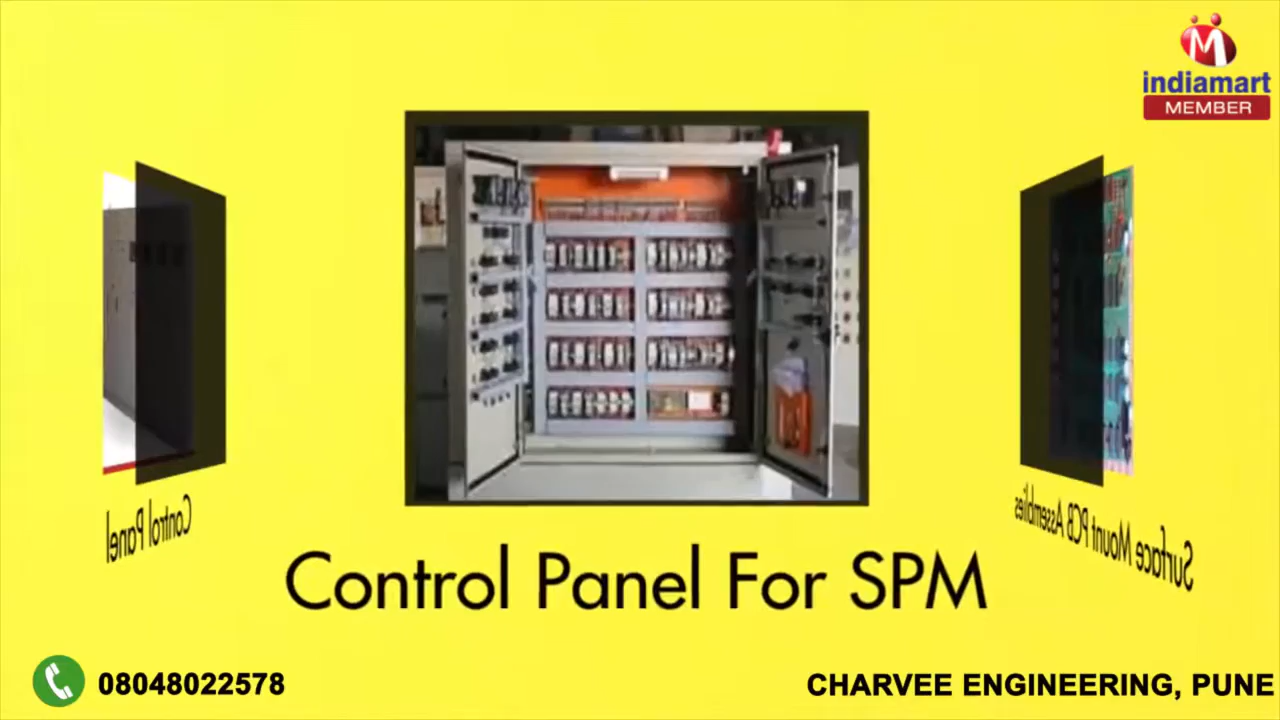 indiamart
MEMBER
Control Panel
Surface Mount PCB Assemblies
Control Panel For SPM
08048022578
CHARVEE ENGINEERING, PUNE